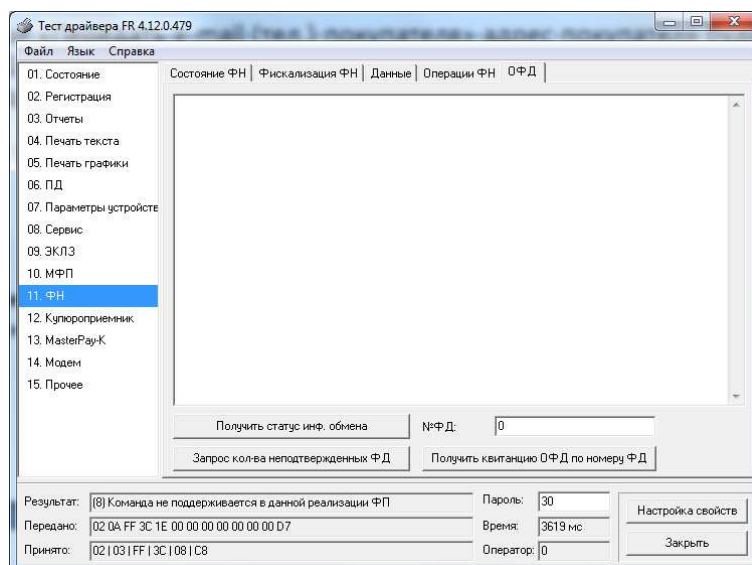 Тест драйвера FR 4.12.0.479
Файл Язык Справка
01. Состояние
02. Регистрация
03. Отчеты
04. Печать текста
05. Печать графики
06. ПД
07. Параметры устройств
08. Сервис
09. ЭКЛЗ
10. МФП
11. ФН
12. Купюроприемник
13. MasterPay-K
14. Модем
15. Прочее
Состояние ФН Фискализация ФН Данные Операции ФН ОФД
Получить статус инф. обмена №ФД: 0
Запрос кол-ва неподтвержденных ФД Получить квитанцию ОФД по номеру ФД
Результат: (8) Команда не поддерживается в данной реализации ФП Пароль: 30
Передано: 02 0A FF 3C 1E 00 00 00 00 00 00 00 D7 Время: 3619 мс
Принято: 02 | 03 | FF | 3C | 08 | C8 Оператор: 0
Настройка свойств
Закрыть